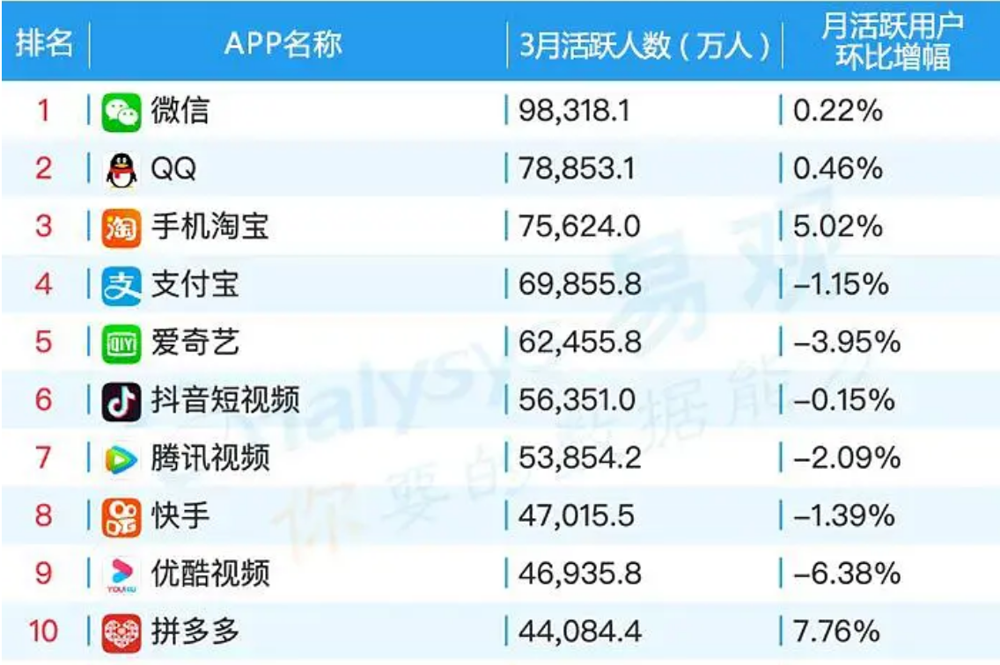 排名 APP名称 3月活跃人数（万人） 月活跃用户
环比增幅
1 微信 98,318.1 0.22%
2 QQ 78,853.1 0.46%
3 淘 手机淘宝 75,624.0 5.02%
4 支 支付宝 69,855.8 –1.15%
5 QIYI 爱奇艺 62,455.8 –3.95%
6 抖音短视频 56,351.0 –0.15%
7 腾讯视频 53,854.2 –2.09%
8 快手 47,015.5 –1.39%
9 YOUKU 优酷视频 46,935.8 –6.38%
10 拼多多 44,084.4 7.76%
nalysys 易观
你要的数据能力